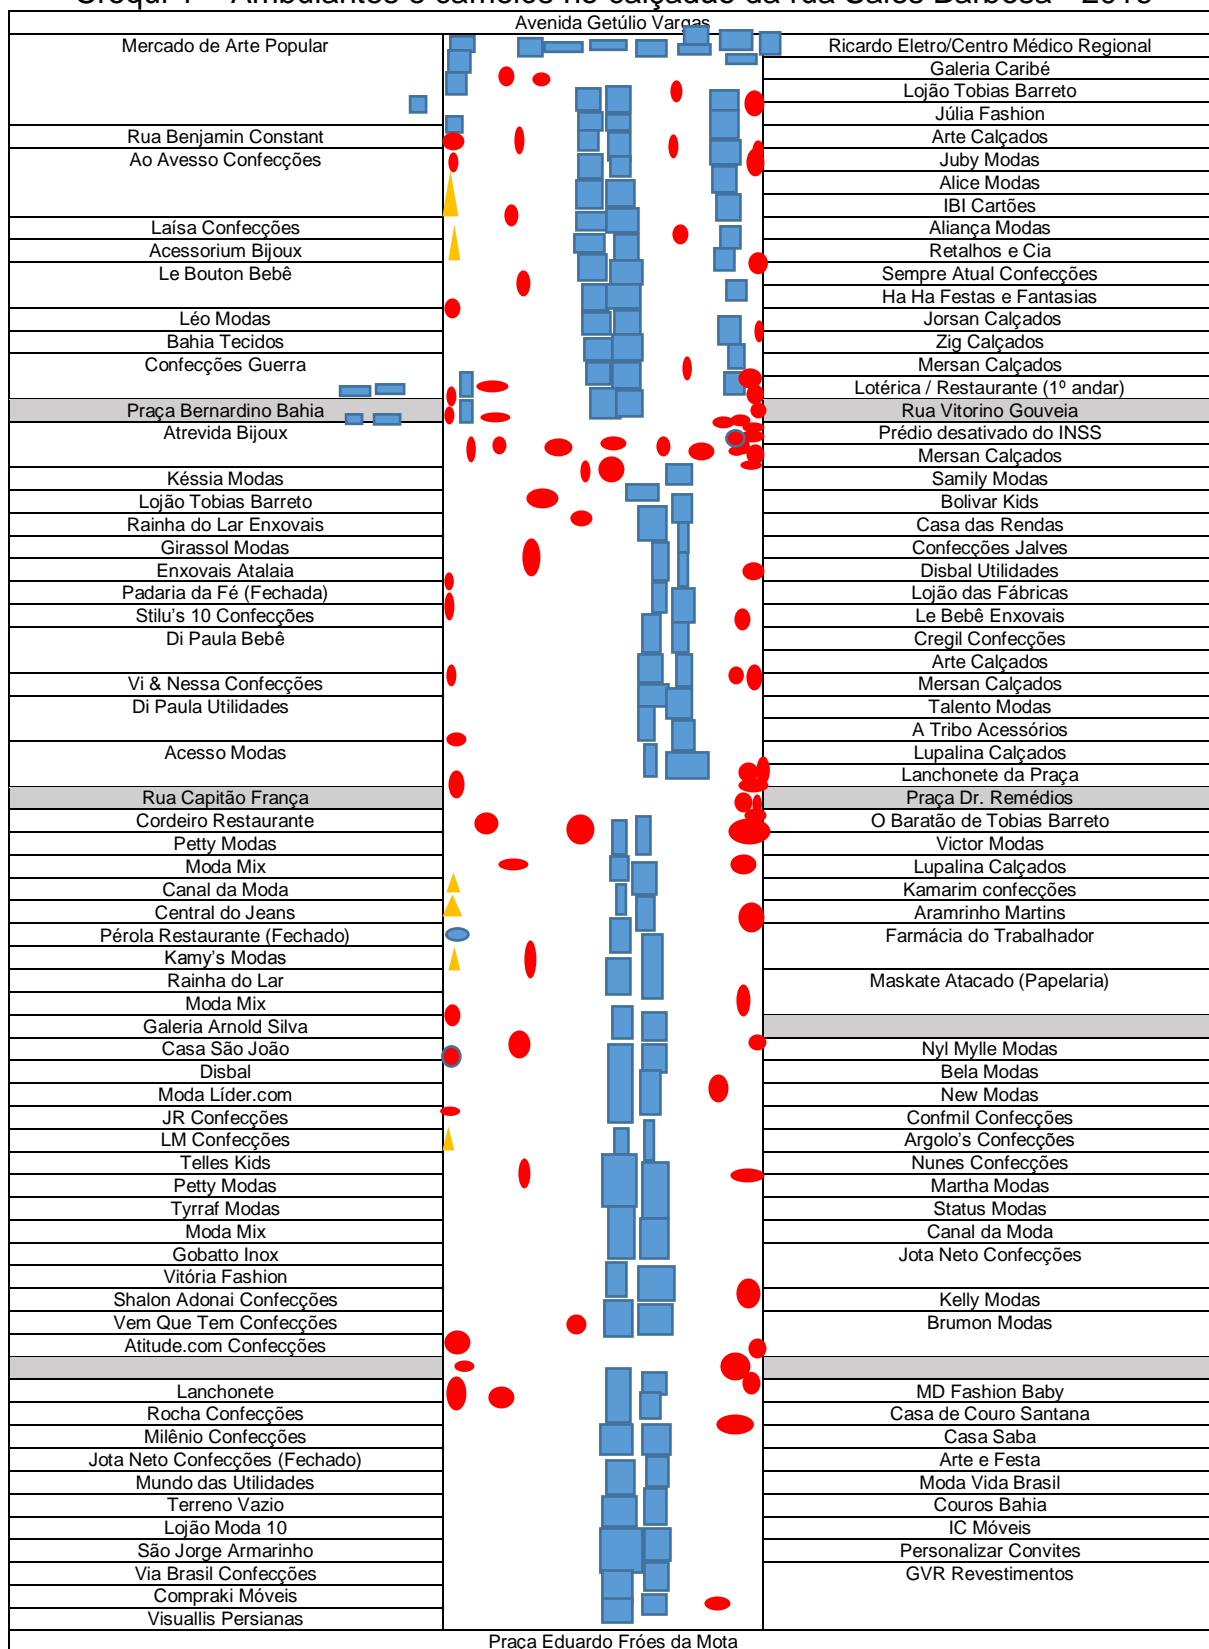 Croqui 1 – Ambulantes e camelôs no calçadão da rua Sales Barbosa - 2016
Avenida Getúlio Vargas
Mercado de Arte Popular
Rua Benjamin Constant
Ao Avesso Confecções
Laísa Confecções
Acessorium Bijoux
Le Bouton Bebê
Léo Modas
Bahia Tecidos
Confecções Guerra
Praça Bernardino Bahia
Atrevida Bijoux
Késsia Modas
Lojão Tobias Barreto
Rainha do Lar Enxovais
Girassol Modas
Enxovais Atalaia
Padaria da Fé (Fechada)
Stilu's 10 Confecções
Di Paula Bebê
Vi & Nessa Confecções
Di Paula Utilidades
Acesso Modas
Rua Capitão França
Cordeiro Restaurante
Petty Modas
Moda Mix
Canal da Moda
Central do Jeans
Pérola Restaurante (Fechado)
Kamy's Modas
Rainha do Lar
Moda Mix
Galeria Arnold Silva
Casa São João
Disbal
Moda Líder.com
JR Confecções
LM Confecções
Telles Kids
Petty Modas
Tyrraf Modas
Moda Mix
Gobatto Inox
Vitória Fashion
Shalon Adonai Confecções
Vem Que Tem Confecções
Atitude.com Confecções
Lanchonete
Rocha Confecções
Milênio Confecções
Jota Neto Confecções (Fechado)
Mundo das Utilidades
Terreno Vazio
Lojão Moda 10
São Jorge Armarinho
Via Brasil Confecções
Compraki Móveis
Visuallis Persianas
Ricardo Eletro/Centro Médico Regional
Galeria Caribé
Lojão Tobias Barreto
Júlia Fashion
Arte Calçados
Juby Modas
Alice Modas
IBI Cartões
Aliança Modas
Retalhos e Cia
Sempre Atual Confecções
Ha Ha Festas e Fantasias
Jorsan Calçados
Zig Calçados
Mersan Calçados
Lotérica / Restaurante (1º andar)
Rua Vitorino Gouveia
Prédio desativado do INSS
Mersan Calçados
Samily Modas
Bolivar Kids
Casa das Rendas
Confecções Jalves
Disbal Utilidades
Lojão das Fábricas
Le Bebê Enxovais
Cregil Confecções
Arte Calçados
Mersan Calçados
Talento Modas
A Tribo Acessórios
Lupalina Calçados
Lanchonete da Praça
Praça Dr. Remédios
O Baratão de Tobias Barreto
Victor Modas
Lupalina Calçados
Kamarim confecções
Aramrinho Martins
Farmácia do Trabalhador
Maskate Atacado (Papelaria)
Nyl Mylle Modas
Bela Modas
New Modas
Confmil Confecções
Argolo's Confecções
Nunes Confecções
Martha Modas
Status Modas
Canal da Moda
Jota Neto Confecções
Kelly Modas
Brumon Modas
MD Fashion Baby
Casa de Couro Santana
Casa Saba
Arte e Festa
Moda Vida Brasil
Couros Bahia
IC Móveis
Personalizar Convites
GVR Revestimentos
Praça Eduardo Fróes da Mota